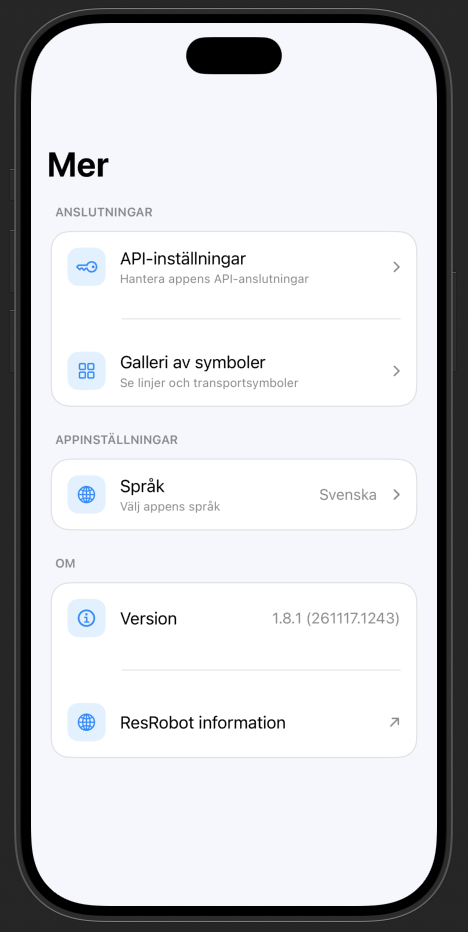 Mer
ANSLUTNINGAR
API-inställningar
Hantera appens API-anslutningar
Galleri av symboler
Se linjer och transportsymboler
APPINSTÄLLNINGAR
Språk
Välj appens språk
Svenska
OM
Version
1.8.1 (261117.1243)
ResRobot information